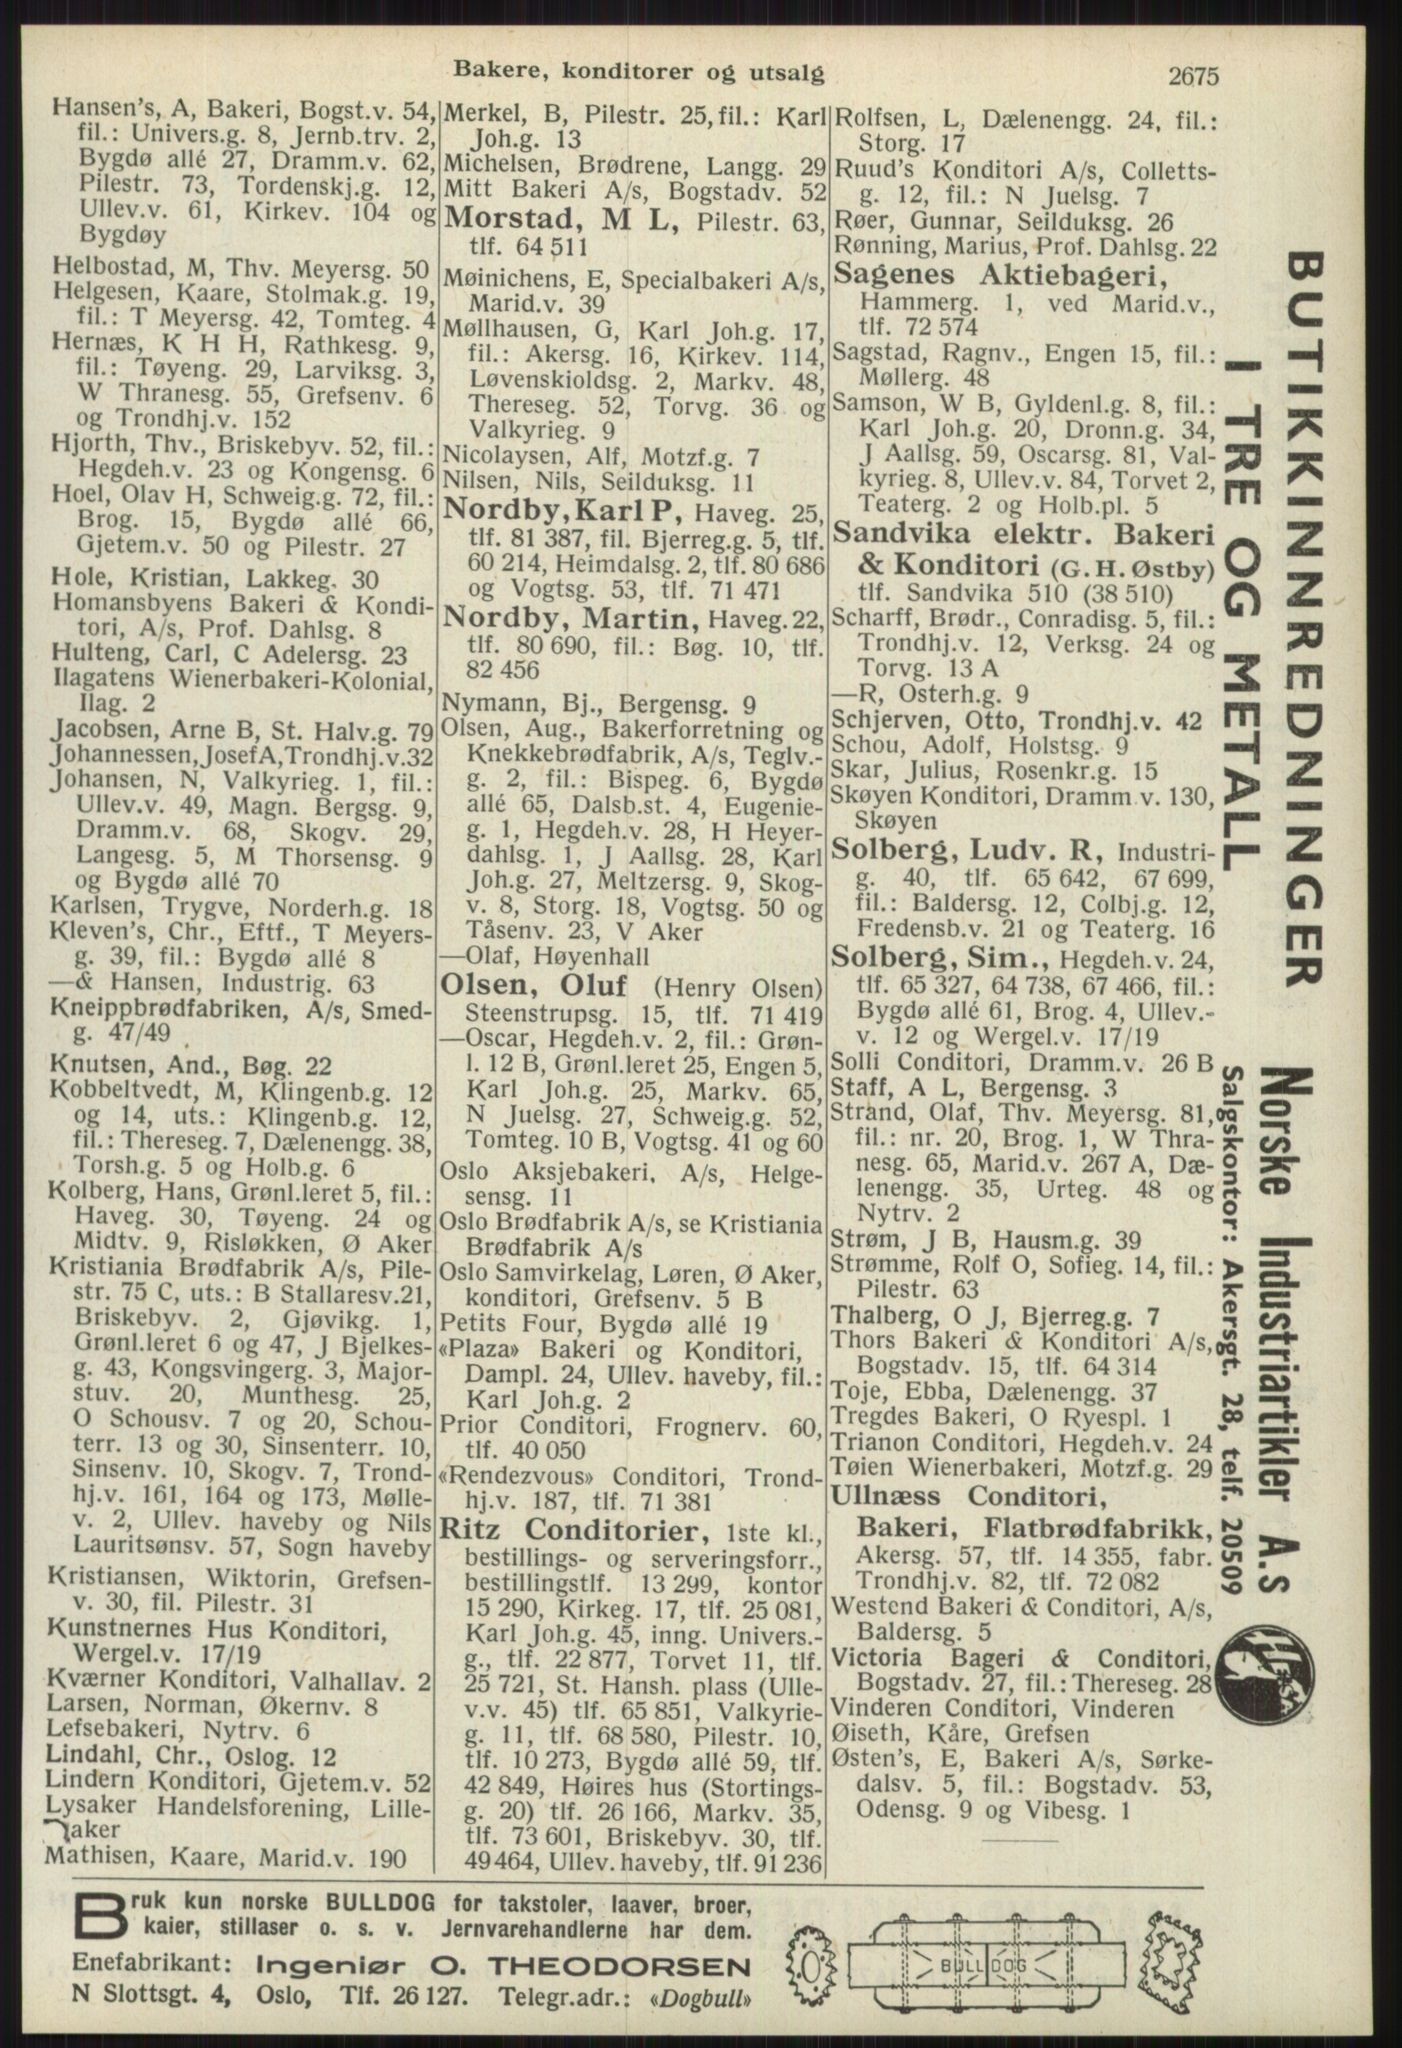 Bakere, konditorer og utsalg
2675
Hansen's, A, Bakeri, Bogst.v. 54,
fil.: Univers.g. 8, Jernb.trv. 2,
Bygdø allé 27, Dramm.v. 62,
Pilestr. 73, Tordenskj.g. 12,
Ullev.v. 61, Kirkev. 104 og
Bygdøy
Helbostad, M, Thv. Meyersg. 50
Helgesen, Kaare, Stolmak.g. 19,
fil.: T Meyersg. 42, Tomteg. 4
Hernæs, K H H, Rathkesg. 9,
fil.: Tøyeng. 29, Larviksg. 3,
W Thranesg. 55, Grefsenv. 6
og Trondhj.v. 152
Hjorth, Thv., Briskebyv. 52, fil.:
Hegdeh.v. 23 og Kongensg. 6
Hoel, Olav H, Schweig.g. 72, fil.:
Brog. 15, Bygdø allé 66,
Gjetem.v. 50 og Pilestr. 27
Hole, Kristian, Lakkeg. 30
Homansbyens Bakeri & Kondi-
tori, A/s, Prof. Dahlsg. 8
Hulteng, Carl, C Adelersg. 23
Ilagatens Wienerbakeri-Kolonial,
Ilag. 2
Jacobsen, Arne B, St. Halv.g. 79
Johannessen, Josef A, Trondhj.v.32
Johansen, N, Valkyrieg. 1, fil.:
Ullev.v. 49, Magn. Bergsg. 9,
Dramm.v. 68, Skogv. 29,
Langesg. 5, M Thorsensg. 9
og Bygdø allé 70
Karlsen, Trygve, Norderh.g. 18
Kleven's, Chr., Eftf., T Meyers-
g. 39, fil.: Bygdø allé 8
—& Hansen, Industrig. 63
Kneippbrødfabriken, A/s, Smed-
g. 47/49
Knutsen, And., Bøg. 22
Kobbeltvedt, M, Klingenb.g. 12
og 14, uts.: Klingenb.g. 12,
fil.: Thereseg. 7, Dælenengg. 38,
Torsh.g. 5 og Holb.g. 6
Kolberg, Hans, Grønl.leret 5, fil.:
Haveg. 30, Tøyeng. 24 og
Midtv. 9, Risløkken, Ø Aker
Kristiania Brødfabrik A/s, Pile-
str. 75 C, uts.: B Stallaresv.21,
Briskebyv. 2, Gjøvikg. 1,
Grønl.leret 6 og 47, J Bjelkes-
g. 43, Kongsvingerg. 3, Major-
stuv. 20, Munthesg. 25,
O Schousv. 7 og 20, Schou-
terr. 13 og 30, Sinsenterr. 10,
Sinsenv. 10, Skogv. 7, Trond-
hj.v. 161, 164 og 173, Mølle-
v. 2, Ullev. haveby og Nils
Lauritsønsv. 57, Sogn haveby
Kristiansen, Wiktorin, Grefsen-
v. 30, fil. Pilestr. 31
Kunstnernes Hus Konditori,
Wergel.v. 17/19
Kværner Konditori, Valhallav. 2
Larsen, Norman, Økernv. 8
Lefsebakeri, Nytrv. 6
Lindahl, Chr., Oslog. 12
Lindern Konditori, Gjetem.v. 52
Lysaker Handelsforening, Lille-
aker
Mathisen, Kaare, Marid.v. 190
Merkel, B, Pilestr. 25, fil.: Karl
Joh.g. 13
Michelsen, Brødrene, Langg. 29
Mitt Bakeri A/s, Bogstadv. 52
Morstad, M L, Pilestr. 63,
tlf. 64 511
Møinichens, E, Specialbakeri A/s,
Marid.v. 39
Møllhausen, G, Karl Joh.g. 17,
fil.: Akersg. 16, Kirkev. 114,
Løvenskioldsg. 2, Markv. 48,
Thereseg. 52, Torvg. 36 og
Valkyrieg. 9
Nicolaysen, Alf, Motzf.g. 7
Nilsen, Nils, Seilduksg. 11
Nordby, Karl P, Haveg. 25,
tlf. 81 387, fil. Bjerreg.g. 5, tlf.
60 214, Heimdalsg. 2, tlf. 80 686
og Vogtsg. 53, tlf. 71 471
Nordby, Martin, Haveg. 22,
tlf. 80 690, fil.: Bøg. 10, tlf.
82 456
Nymann, Bj., Bergensg. 9
Olsen, Aug., Bakerforretning og
Knekkebrødfabrik, A/s, Teglv.-
g. 2, fil.: Bispeg. 6, Bygdø
allé 65, Dalsb.st. 4, Eugenie-
g. 1, Hegdeh.v. 28, H Heyer-
dahlsg. 1, J Aallsg. 28, Karl
Joh.g. 27, Meltzersg. 9, Skog-
v. 8, Storg. 18, Vogtsg. 50 og
Tåsenv. 23, V Aker
—Olaf, Høyenhall
Olsen, Oluf (Henry Olsen)
Steenstrupsg. 15, tlf. 71 419
—Oscar, Hegdeh.v. 2, fil.: Grøn-
l. 12 B, Grønl.leret 25, Engen 5,
Karl Joh.g. 25, Markv. 65,
N Juelsg. 27, Schweig.g. 52,
Tomteg. 10 B, Vogtsg. 41 og 60
Oslo Aksjebakeri, A/s, Helge-
sensg. 11
Oslo Brødfabrik A/s, se Kristiania
Brødfabrik A/s
Oslo Samvirkelag, Løren, Ø Aker,
konditori, Grefsenv. 5 B
Petits Four, Bygdø allé 19
«Plaza» Bakeri og Konditori,
Dampl. 24, Ullev. haveby, fil.:
Karl Joh.g. 2
Prior Conditori, Frognerv. 60,
tlf. 40 050
«Rendezvous» Conditori, Trond-
hj.v. 187, tlf. 71 381
Ritz Conditorier, 1ste kl.,
bestillings- og serveringsforr.,
bestillingstlf. 13 299, kontor
15 290, Kirkeg. 17, tlf. 25 081,
Karl Joh.g. 45, inng. Univers.-
g., tlf. 22 877, Torvet 11, tlf.
25 721, St. Hansh. plass (Ulle-
v.v. 45) tlf. 65 851, Valkyrie-
g. 11, tlf. 68 580, Pilestr. 10,
tlf. 10 273, Bygdø allé 59, tlf.
42 849, Høires hus (Stortings-
g. 20) tlf. 26 166, Markv. 35,
tlf. 73 601, Briskebyv. 30, tlf.
49 464, Ullev. haveby, tlf. 91 236
Rolfsen, L, Dælenengg. 24, fil.:
Storg. 17
Ruud's Konditori A/s, Colletts-
g. 12, fil.: N Juelsg. 7
Røer, Gunnar, Seilduksg. 26
Rønning, Marius, Prof. Dahlsg. 22
Sagenes Aktiebageri,
Hammerg. 1, ved Marid.v.,
tlf. 72 574
Sagstad, Ragnv., Engen 15, fil.:
Møllerg. 48
Samson, W B, Gyldenl.g. 8, fil.:
Karl Joh.g. 20, Dronn.g. 34,
J Aallsg. 59, Oscarsg. 81, Val-
kyrieg. 8, Ullev.v. 84, Torvet 2,
Teaterg. 2 og Holb.pl. 5
Sandvika elektr. Bakeri
& Konditori (G. H. Østby)
tlf. Sandvika 510 (38 510)
Scharff, Brødr., Conradisg. 5, fil.:
Trondhj.v. 12, Verksg. 24 og
Torvg. 13 A
—R, Osterh.g. 9
Schjerven, Otto, Trondhj.v. 42
Schou, Adolf, Holstsg. 9
Skar, Julius, Rosenkr.g. 15
Skøyen Konditori, Dramm v. 130,
Skøyen
Solberg, Ludv. R, Industri-
g. 40, tlf. 65 642, 67 699,
fil.: Baldersg. 12, Colbj.g. 12,
Fredensb.v. 21 og Teaterg. 16
Solberg, Sim., Hegdeh.v. 24,
tlf. 65 327, 64 738, 67 466, fil.:
Bygdø allé 61, Brog. 4, Ullev.-
v. 12 og Wergel.v. 17/19
Solli Conditori, Dramm.v. 26 B
Staff, A L, Bergensg. 3
Strand, Olaf, Thv. Meyersg. 81,
fil.: nr. 20, Brog. 1, W Thra-
nesg. 65, Marid.v. 267 A, Dæ-
lenengg. 35, Urteg. 48 og
Nytrv. 2
Strøm, J B, Hausm.g. 39
Strømme, Rolf O, Sofieg. 14, fil.:
Pilestr. 63
Thalberg, O J, Bjerreg.g. 7
Thors Bakeri & Konditori A/s,
Bogstadv. 15, tlf. 64 314
Toje, Ebba, Dælenengg. 37
Tregdes Bakeri, O Ryespl. 1
Trianon Conditori, Hegdeh.v. 24
Tøien Wienerbakeri, Motzf.g. 29
Ullnæss Conditori,
Bakeri, Flatbrødfabrikk,
Akersg. 57, tlf. 14 355, fabr.
Trondhj.v. 82, tlf. 72 082
Westend Bakeri & Conditori, A/s,
Baldersg. 5
Victoria Bageri & Conditori,
Bogstadv. 27, fil.: Thereseg. 28
Vinderen Conditori, Vinderen
Øiseth, Kåre, Grefsen
Østen's, E, Bakeri A/s, Sørke-
dalsv. 5, fil.: Bogstadv. 53,
Odensg. 9 og Vibesg. 1
BUTIKKINNREDNINGER
I TRE OG METALL
Norske Industriartikler A.s
Salgskontor: Akersgt. 28, telf. 20509
Bruk kun norske BULLDOG for takstoler, laaver, broer,
kaier, stillaser o. s. v. Jernvarehandlerne har dem.
Enefabrikant: Ingeniør O. THEODORSEN
N Slottsgt. 4, Oslo, Tlf. 26 127. Telegr.adr.: «Dogbull»
BULLDOG